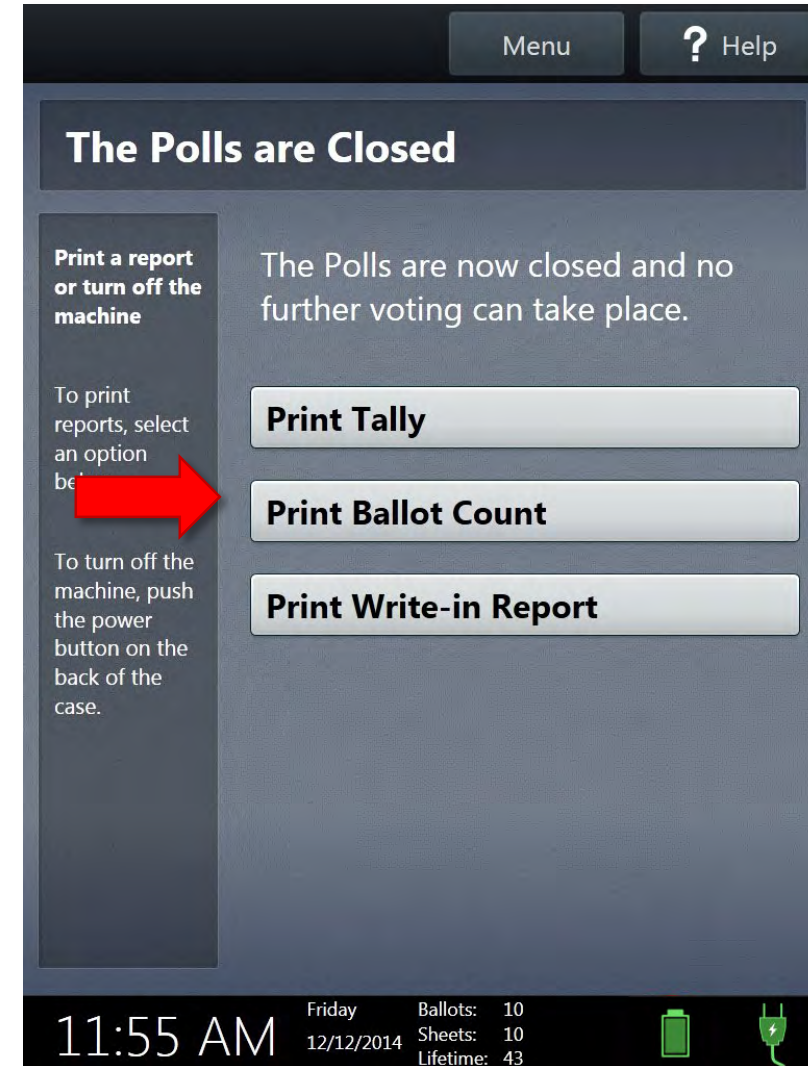 Menu
? Help
The Polls are Closed
Print a report
or turn off the
machine
To print
reports, select
an option
The Polls are now closed and no
further voting can take place.
Print Tally
Print Ballot Count
Print Write-in Report
To turn off the
machine, push
the power
button on the
back of the
case.
11:55 AM
Friday
12/12/2014
Ballots: 10
Sheets: 10
Lifetime: 43